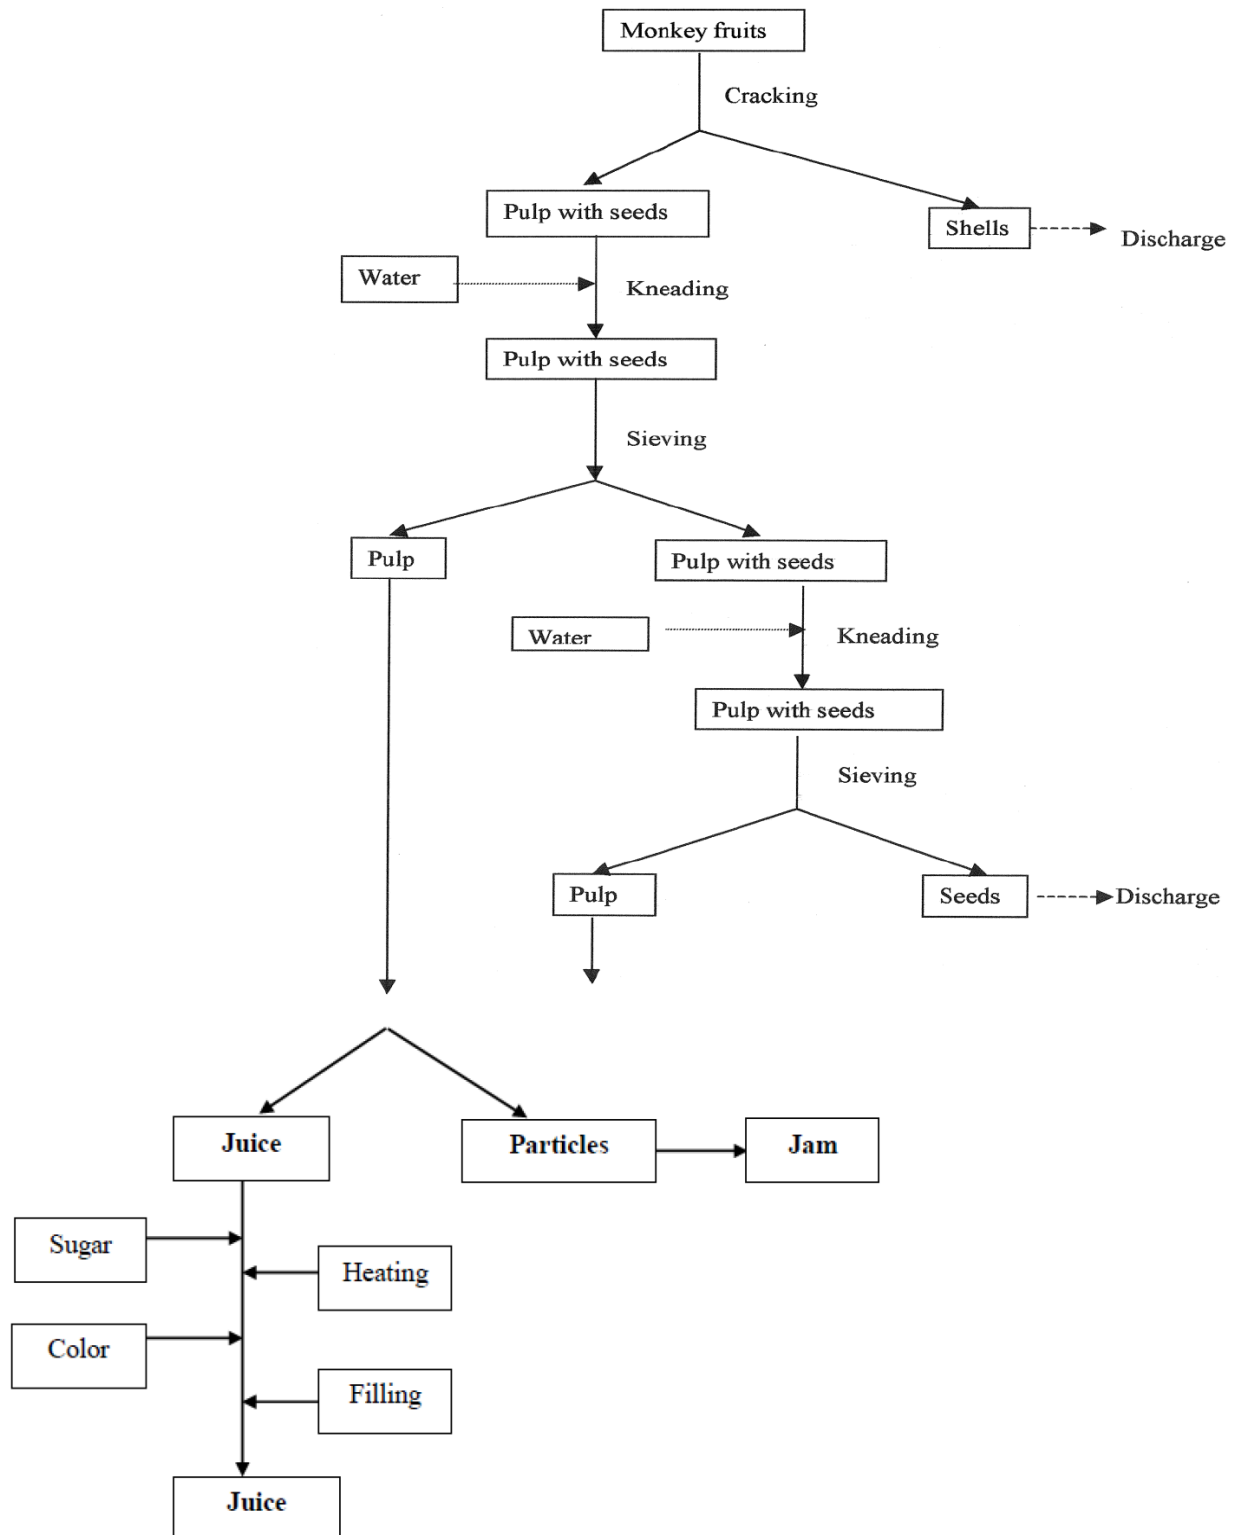 Monkey fruits
Cracking
Pulp with seeds
Shells
Discharge
Water
Kneading
Pulp with seeds
Sieving
Pulp
Pulp with seeds
Water
Kneading
Pulp with seeds
Sieving
Pulp
Seeds
Discharge
Juice
Particles
Jam
Sugar
Heating
Color
Filling
Juice